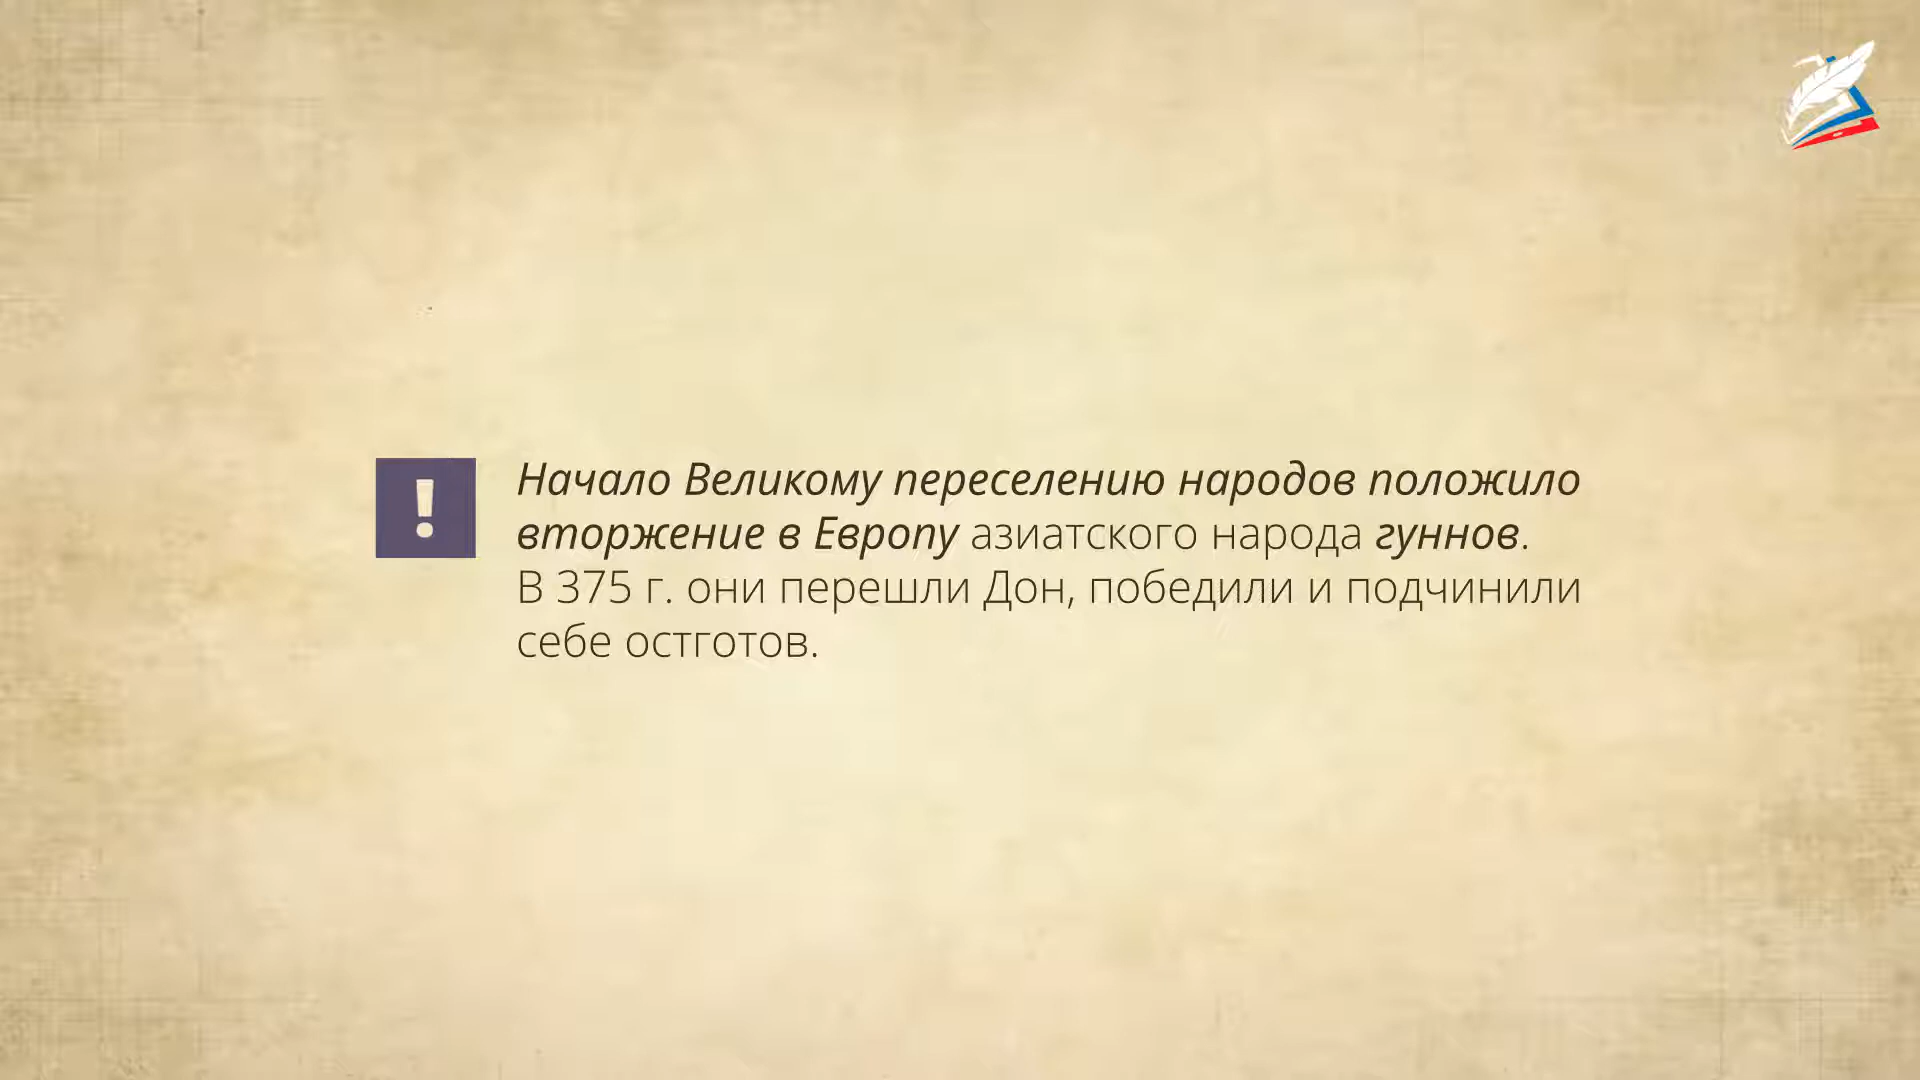 Начало Великому переселению народов положило
вторжение в Европу азиатского народа гуннов.
В 375 г. они перешли Дон, победили и подчинили
себе остготов.